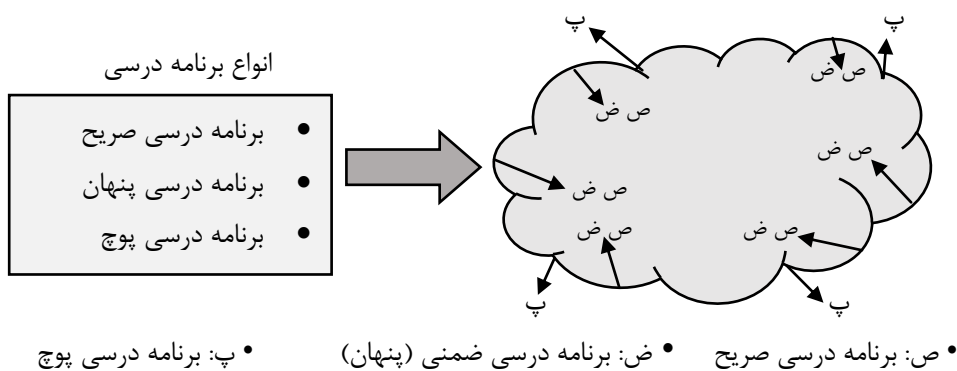 انواع برنامه درسی
• برنامه درسی صریح
• برنامه درسی پنهان
• برنامه درسی پوچ
پ
پ
ص ض
ص ض
ص ض
ص ض
ص ض
ص ض
پ
پ
• ص: برنامه درسی صریح • ض: برنامه درسی ضمنی (پنهان) • پ: برنامه درسی پوچ